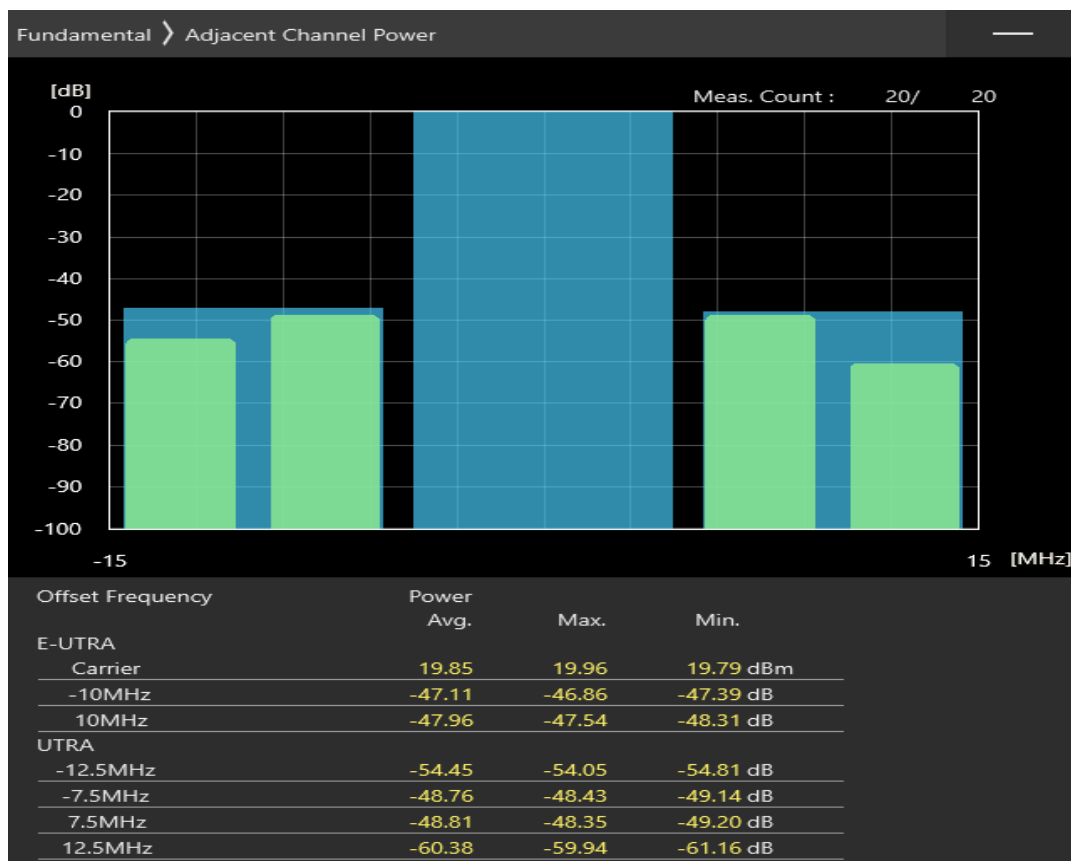 Fundamental ❯ Adjacent Channel Power
[dB]
Meas. Count : 20/ 20
0
-10
-20
-30
-40
-50
-60
-70
-80
-90
-100
-15 15 [MHz]
Offset Frequency Power
Avg. Max. Min.
E-UTRA
Carrier 19.85 19.96 19.79 dBm
-10MHz -47.11 -46.86 -47.39 dB
10MHz -47.96 -47.54 -48.31 dB
UTRA
-12.5MHz -54.45 -54.05 -54.81 dB
-7.5MHz -48.76 -48.43 -49.14 dB
7.5MHz -48.81 -48.35 -49.20 dB
12.5MHz -60.38 -59.94 -61.16 dB